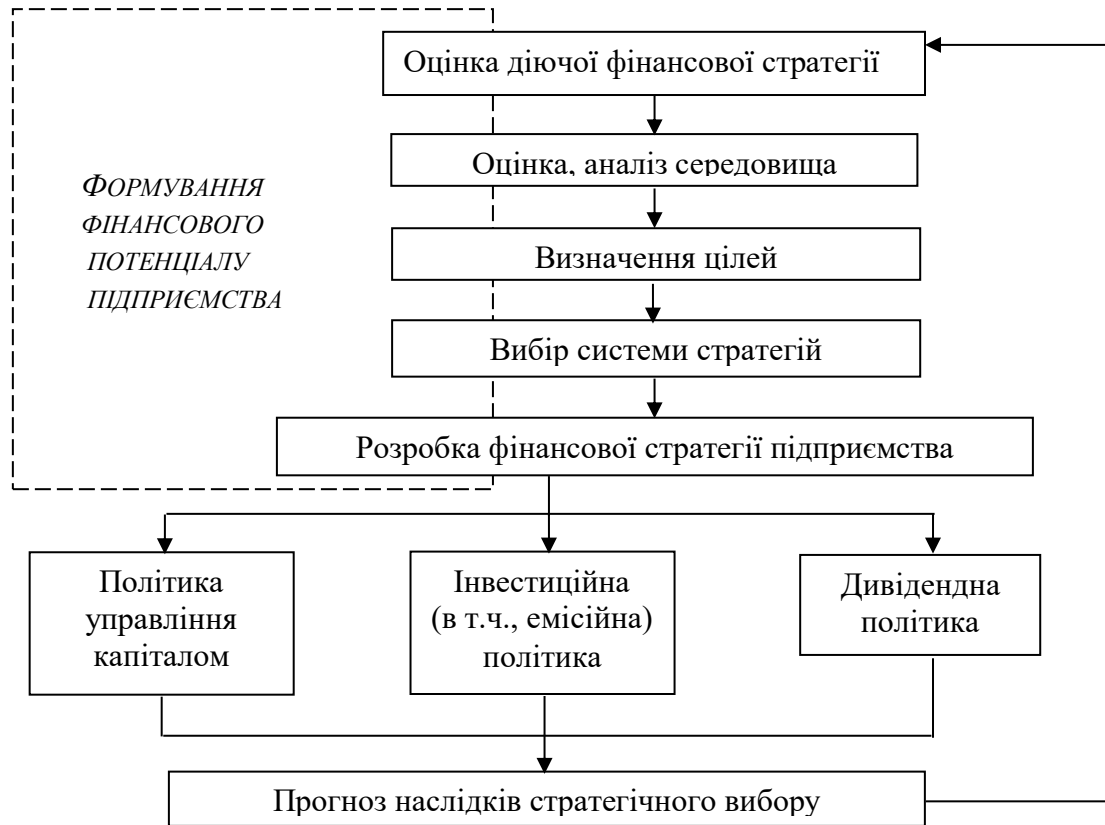 Оцінка діючої фінансової стратегії
Оцінка, аналіз середовища
ФОРМУВАННЯ
ФІНАНСОВОГО
ПОТЕНЦІАЛУ
ПІДПРИЄМСТВА
Визначення цілей
Вибір системи стратегій
Розробка фінансової стратегії підприємства
Політика
управління
капіталом
Інвестиційна
(в т.ч., емісійна)
політика
Дивідендна
політика
Прогноз наслідків стратегічного вибору